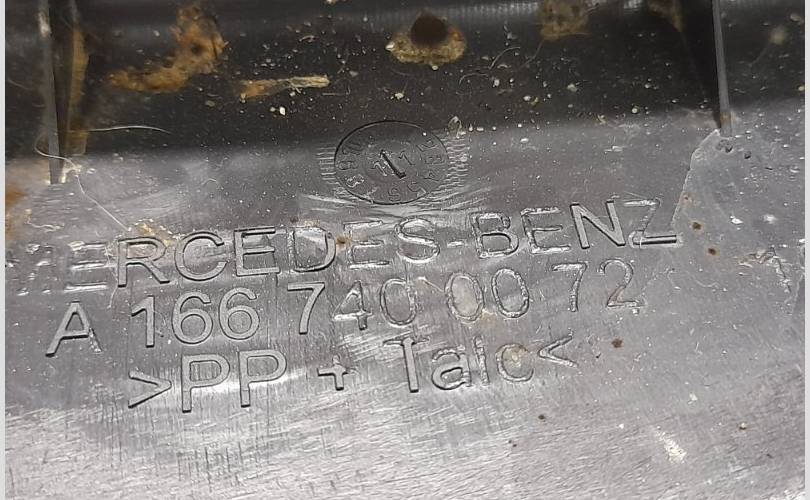 MERCEDES-BENZ
A 166 740 00 72
>PP + Talc<